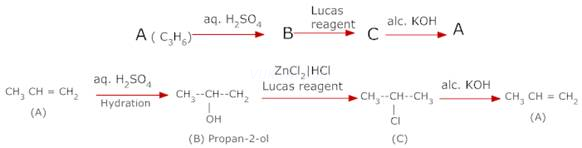 A ( C₃H₆) aq. H₂SO₄ B Lucas reagent C alc. KOH A
CH₃ CH = CH₂ aq. H₂SO₄ Hydration CH₃--CH--CH₂ ZnCl₂|HCl Lucas reagent CH₃--CH--CH₃ alc. KOH CH₃ CH = CH₂
(A) OH Cl (A)
(B) Propan-2-ol (C)